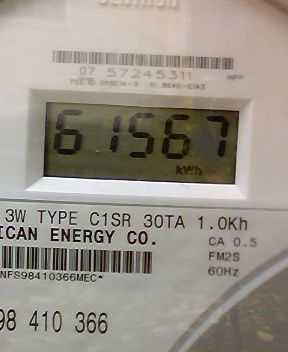 07 57245311
61567
kWh
3W TYPE C1SR 30TA 1.0Kh
ICAN ENERGY CO.
CA 0.5
FM2S
60Hz
NFS98410366MEC*
98 410 366